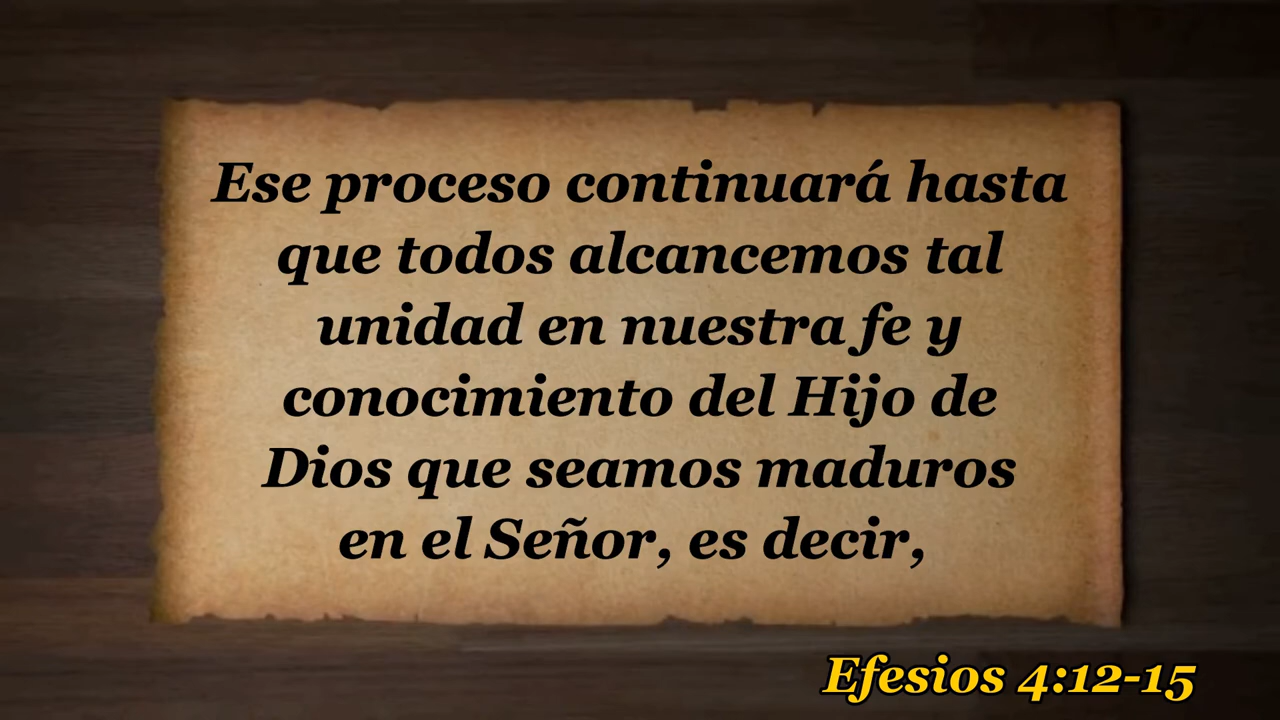 Ese proceso continuará hasta
que todos alcancemos tal
unidad en nuestra fe y
conocimiento del Hijo de
Dios que seamos maduros
en el Señor, es decir,
Efesios 4:12-15